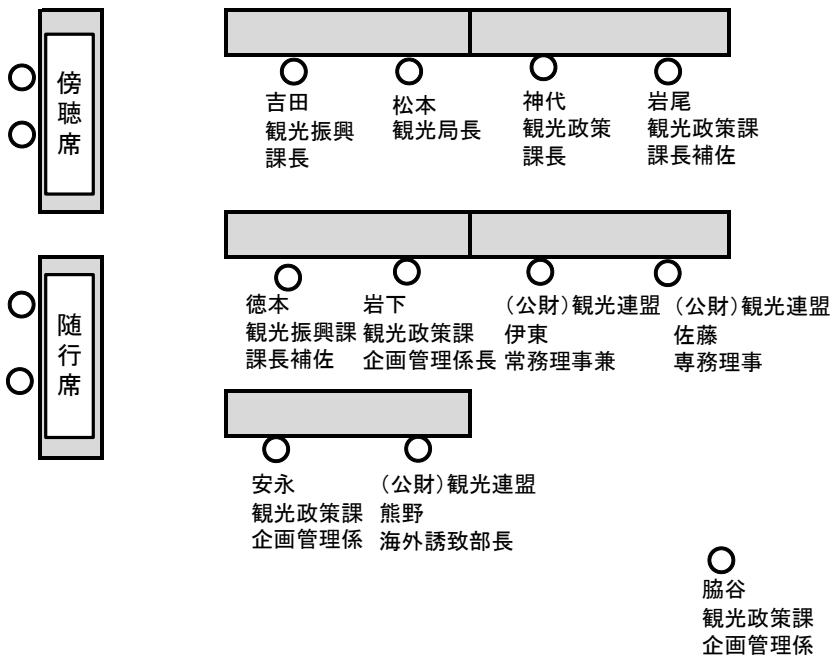 傍聴席
吉田
観光振興
課長
松本
観光局長
神代
観光政策
課長
岩尾
観光政策課
課長補佐
随行席
徳本
観光振興課
課長補佐
岩下
観光政策課
企画管理係長
（公財）観光連盟
伊東
常務理事兼
（公財）観光連盟
佐藤
専務理事
安永
観光政策課
企画管理係
（公財）観光連盟
熊野
海外誘致部長
脇谷
観光政策課
企画管理係